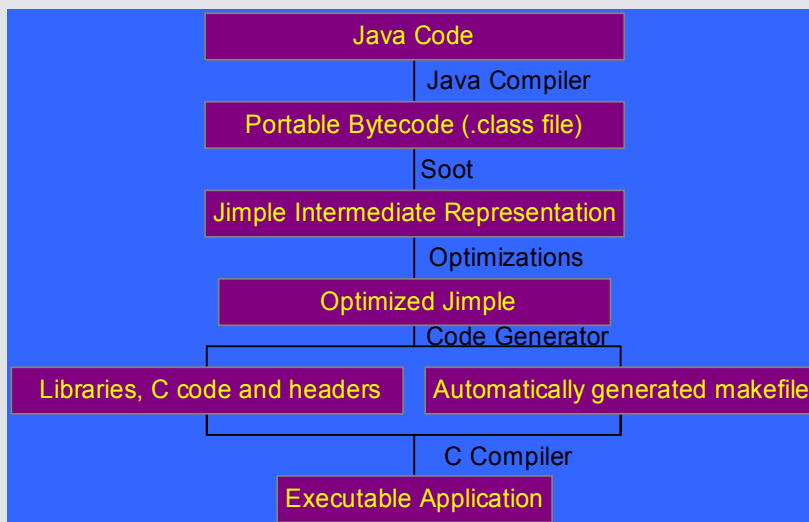 Java Code
Java Compiler
Portable Bytecode (.class file)
Soot
Jimple Intermediate Representation
Optimizations
Optimized Jimple
Code Generator
Libraries, C code and headers
Automatically generated makefile
C Compiler
Executable Application